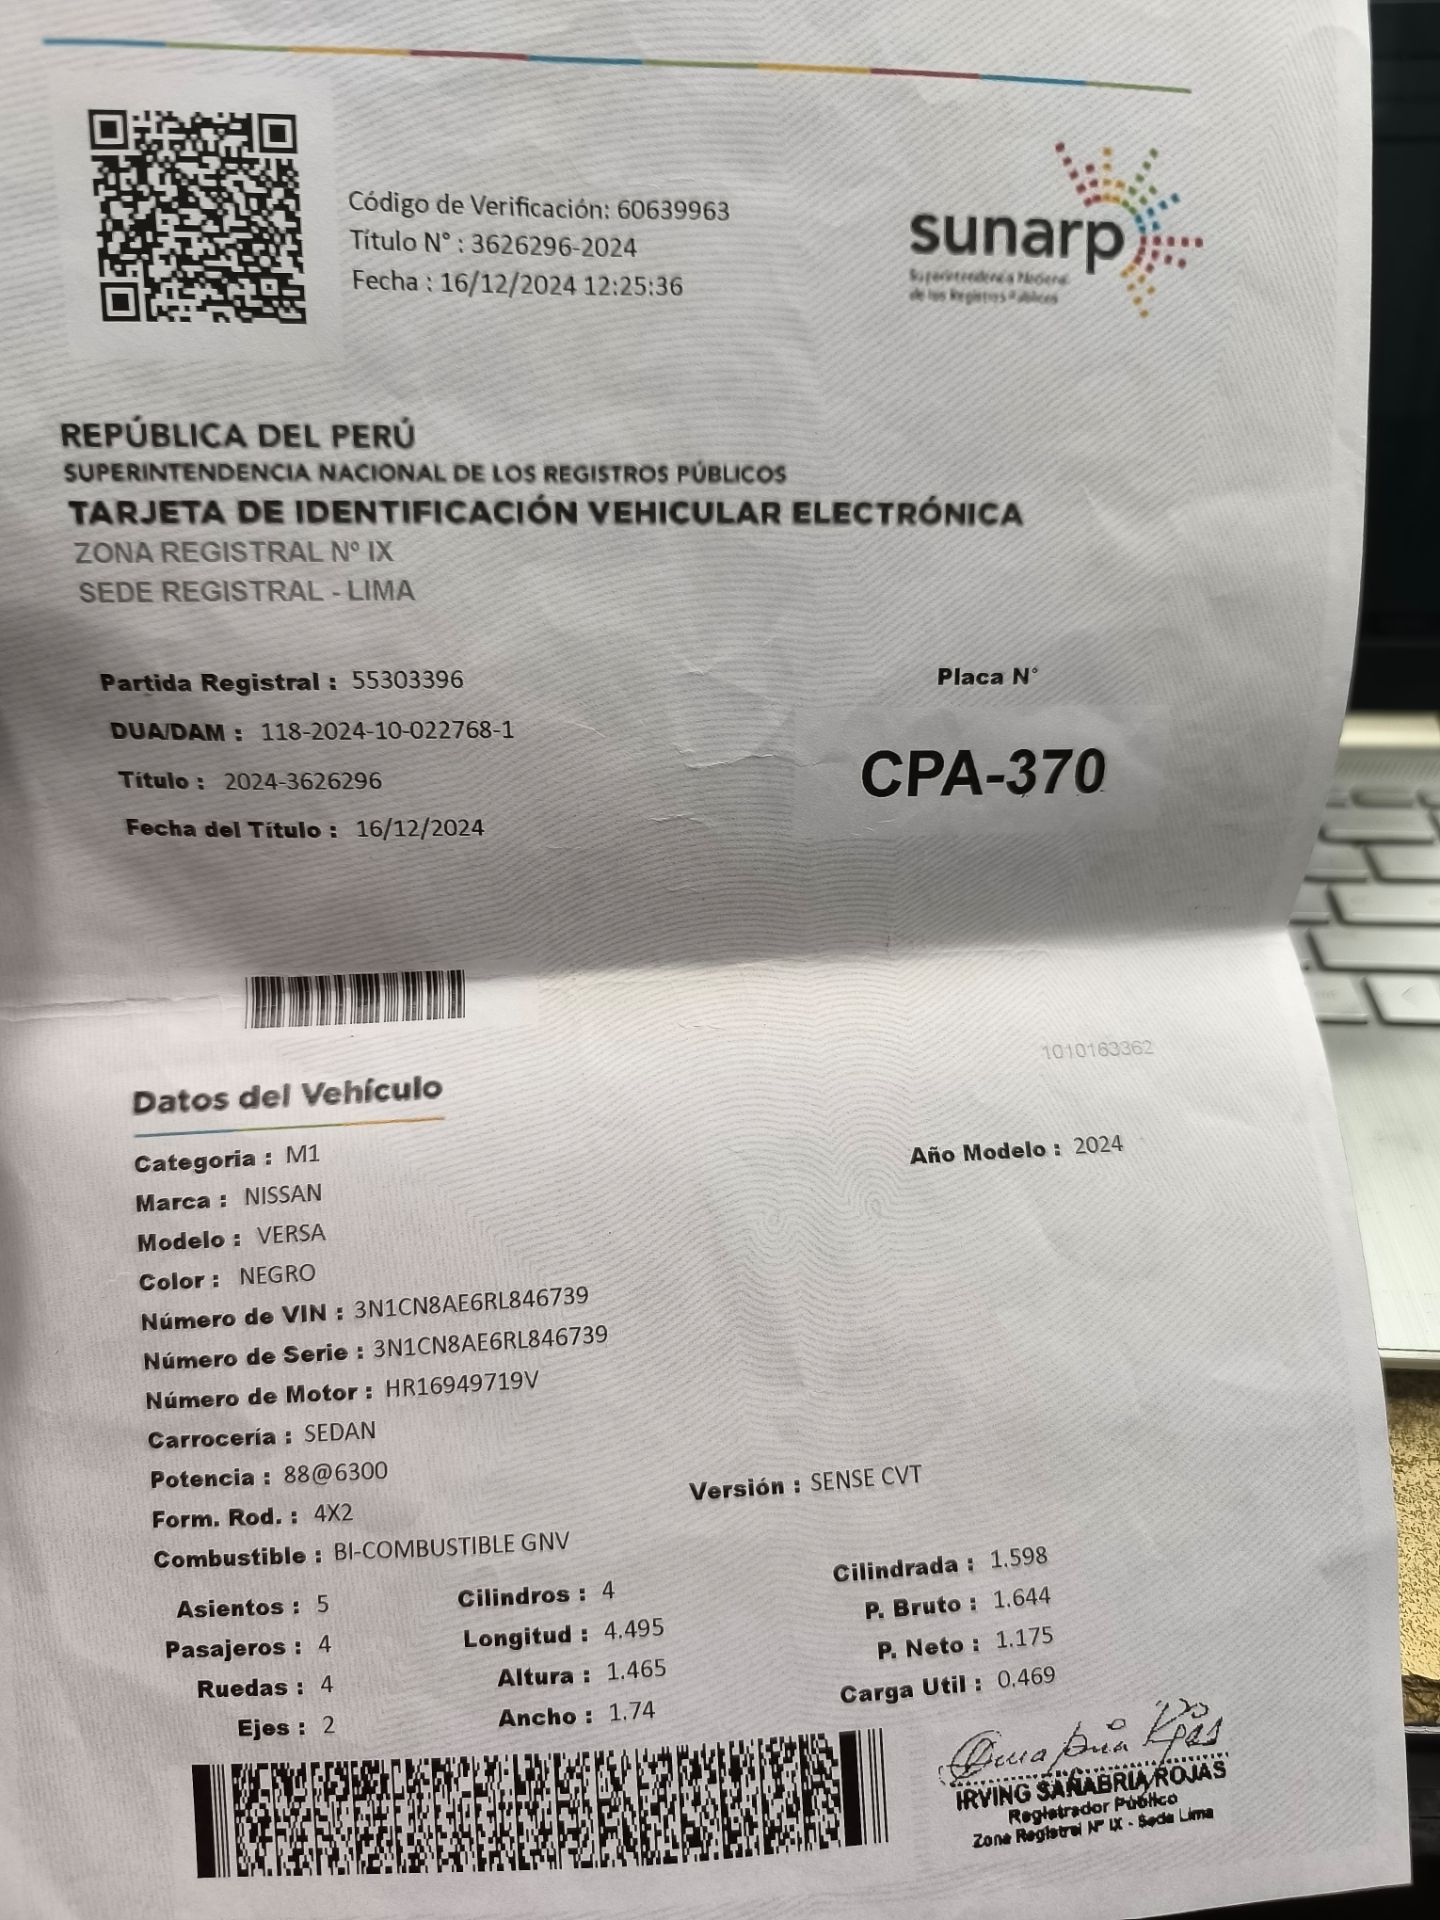 Código de Verificación: 60639963
Título N° : 3626296-2024
Fecha : 16/12/2024 12:25:36
sunarp
Superintendencia Nacional
de los Registros Públicos
REPÚBLICA DEL PERÚ
SUPERINTENDENCIA NACIONAL DE LOS REGISTROS PÚBLICOS
TARJETA DE IDENTIFICACIÓN VEHICULAR ELECTRÓNICA
ZONA REGISTRAL Nº IX
SEDE REGISTRAL - LIMA
Partida Registral : 55303396
DUA/DAM : 118-2024-10-022768-1
Título : 2024-3626296
Fecha del Título : 16/12/2024
Placa N°
CPA-370
1010163362
Datos del Vehículo
Categoria : M1
Año Modelo : 2024
Marca : NISSAN
Modelo : VERSA
Color : NEGRO
Número de VIN : 3N1CN8AE6RL846739
Número de Serie : 3N1CN8AE6RL846739
Número de Motor : HR16949719V
Carrocería : SEDAN
Potencia : 88@6300
Versión : SENSE CVT
Form. Rod. : 4X2
Combustible : BI-COMBUSTIBLE GNV
Asientos : 5 Cilindros : 4 Cilindrada : 1.598
Pasajeros : 4 Longitud : 4.495 P. Bruto : 1.644
Ruedas : 4 Altura : 1.465 P. Neto : 1.175
Ejes : 2 Ancho : 1.74 Carga Util : 0.469
IRVING SAÑABRIA ROJAS
Registrador Público
Zona Registral Nº IX - Sede Lima